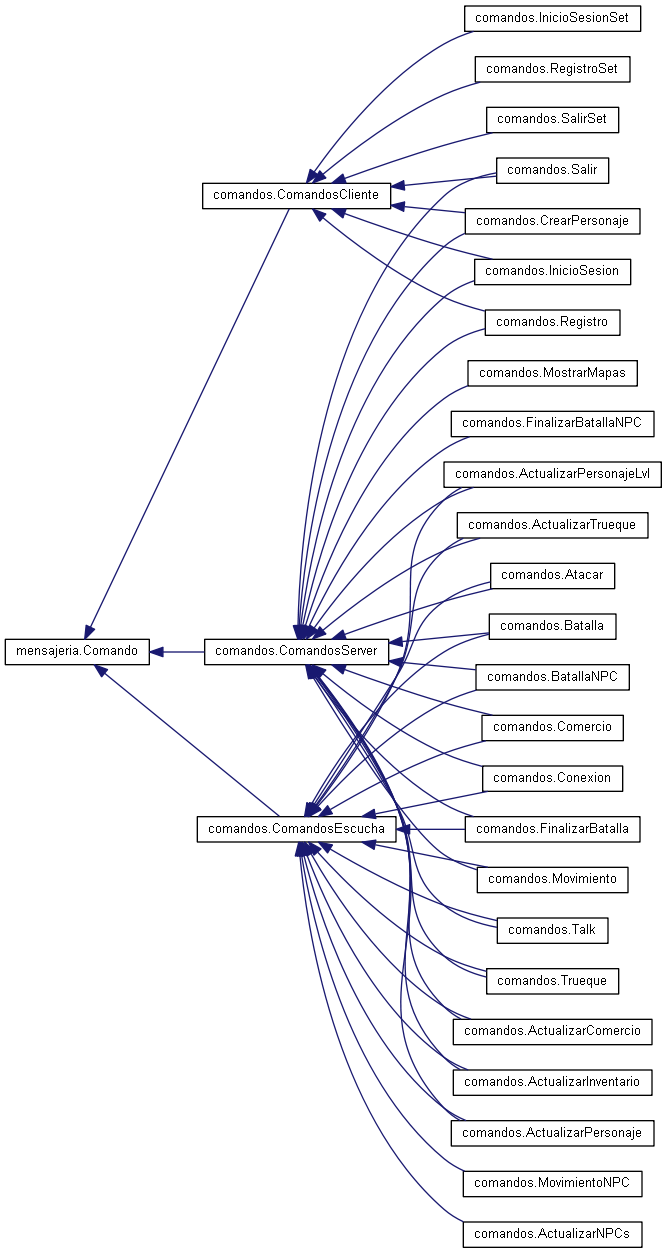 comandos.InicioSesionSet
comandos.RegistroSet
comandos.SalirSet
comandos.Salir
comandos.ComandosCliente
comandos.CrearPersonaje
comandos.InicioSesion
comandos.Registro
comandos.MostrarMapas
comandos.FinalizarBatallaNPC
comandos.ActualizarPersonajeLvl
comandos.ActualizarTrueque
comandos.Atacar
comandos.Batalla
mensajeria.Comando
comandos.ComandosServer
comandos.BatallaNPC
comandos.Comercio
comandos.Conexion
comandos.ComandosEscucha
comandos.FinalizarBatalla
comandos.Movimiento
comandos.Talk
comandos.Trueque
comandos.ActualizarComercio
comandos.ActualizarInventario
comandos.ActualizarPersonaje
comandos.MovimientoNPC
comandos.ActualizarNPCs